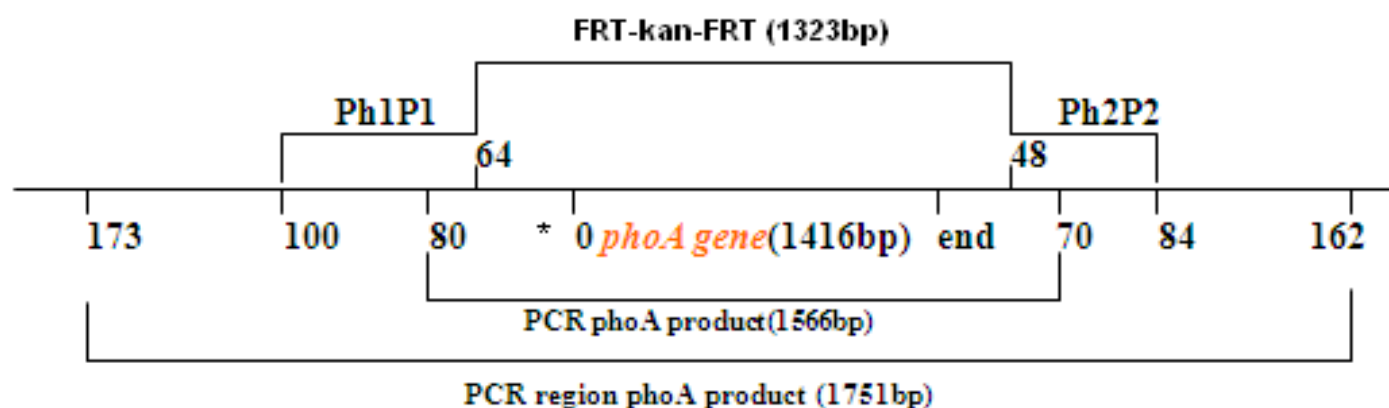 FRT-kan-FRT (1323bp)
Ph1P1 Ph2P2
64 48
173 100 80 * 0 phoA gene(1416bp) end 70 84 162
PCR phoA product(1566bp)
PCR region phoA product (1751bp)